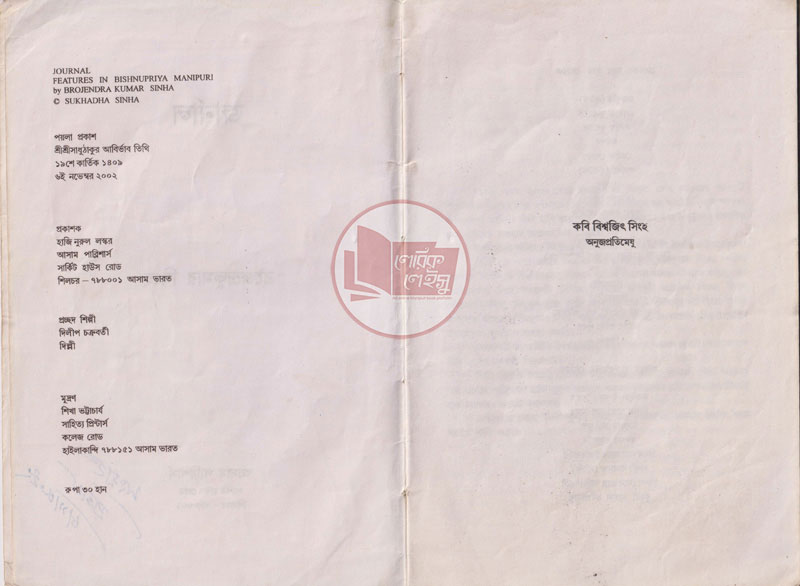 JOURNAL
FEATURES IN BISHNUPRIYA MANIPURI
by BROJENDRA KUMAR SINHA
© SUKHADHA SINHA
পয়লা প্রকাশ
শ্রীশ্রীসাধুঠাকুর আবির্ভাব তিথি
১৯শে কার্তিক ১৪০৯
৬ই নভেম্বর ২০০২
প্রকাশক
হাজি নুরুল লস্কর
আসাম পাব্লিশার্স
সার্কিট হাউস রোড
শিলচর – ৭৮৮০০১ আসাম ভারত
প্রচ্ছদ শিল্পী
দিলীপ চক্রবর্তী
দিল্লী
মুদ্রণ
শিখা ভট্টাচার্য
সাহিত্য প্রিন্টার্স
কলেজ রোড
হাইলাকান্দি ৭৮৮১৫১ আসাম ভারত
রুপা ৩০ হান
কবি বিশ্বজিৎ সিংহ
অনুজপ্রতিমেষু
পৌরিক
লেইসু